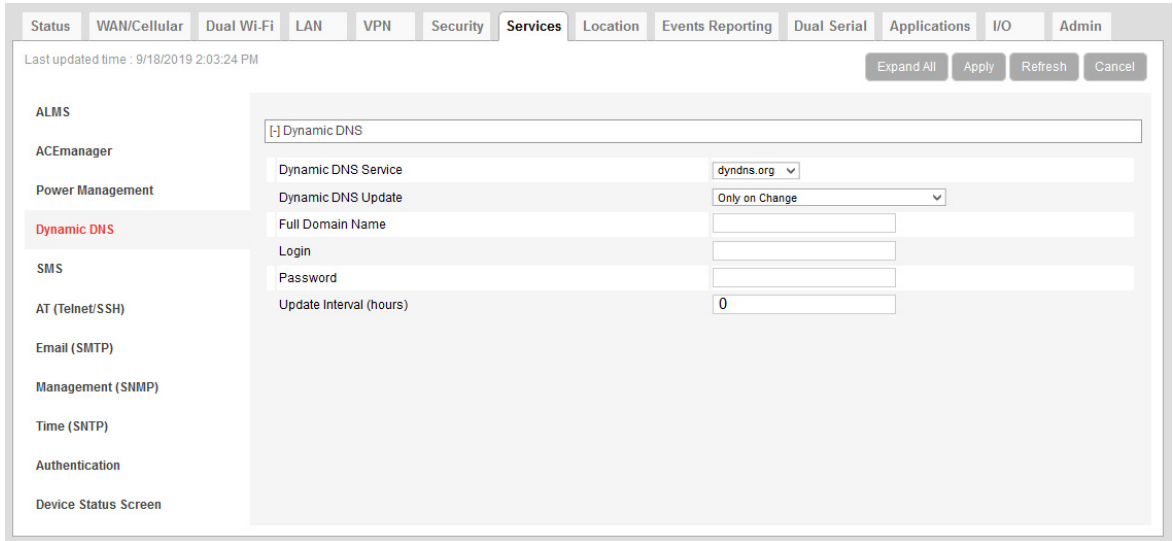 Status WAN/Cellular Dual Wi-Fi LAN VPN Security Services Location Events Reporting Dual Serial Applications I/O Admin
Last updated time : 9/18/2019 2:03:24 PM
Expand All Apply Refresh Cancel
ALMS
ACEmanager
Power Management
Dynamic DNS
SMS
AT (Telnet/SSH)
Email (SMTP)
Management (SNMP)
Time (SNTP)
Authentication
Device Status Screen
[-] Dynamic DNS
Dynamic DNS Service dyndns.org
Dynamic DNS Update Only on Change
Full Domain Name
Login
Password
Update Interval (hours) 0